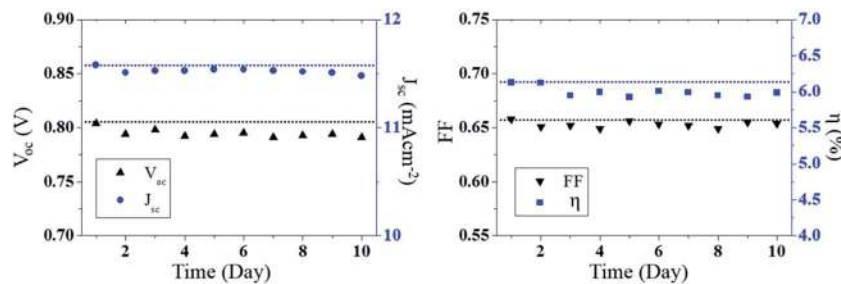 0.90
0.85
0.80
0.75
0.70
V_oc (V)
2 4 6 8 10
Time (Day)
12
11
10
J_sc (mAcm⁻²)
V_oc
J_sc
0.75
0.70
0.65
0.60
0.55
FF
2 4 6 8 10
Time (Day)
7.0
6.5
6.0
5.5
5.0
4.5
4.0
η (%)
FF
η